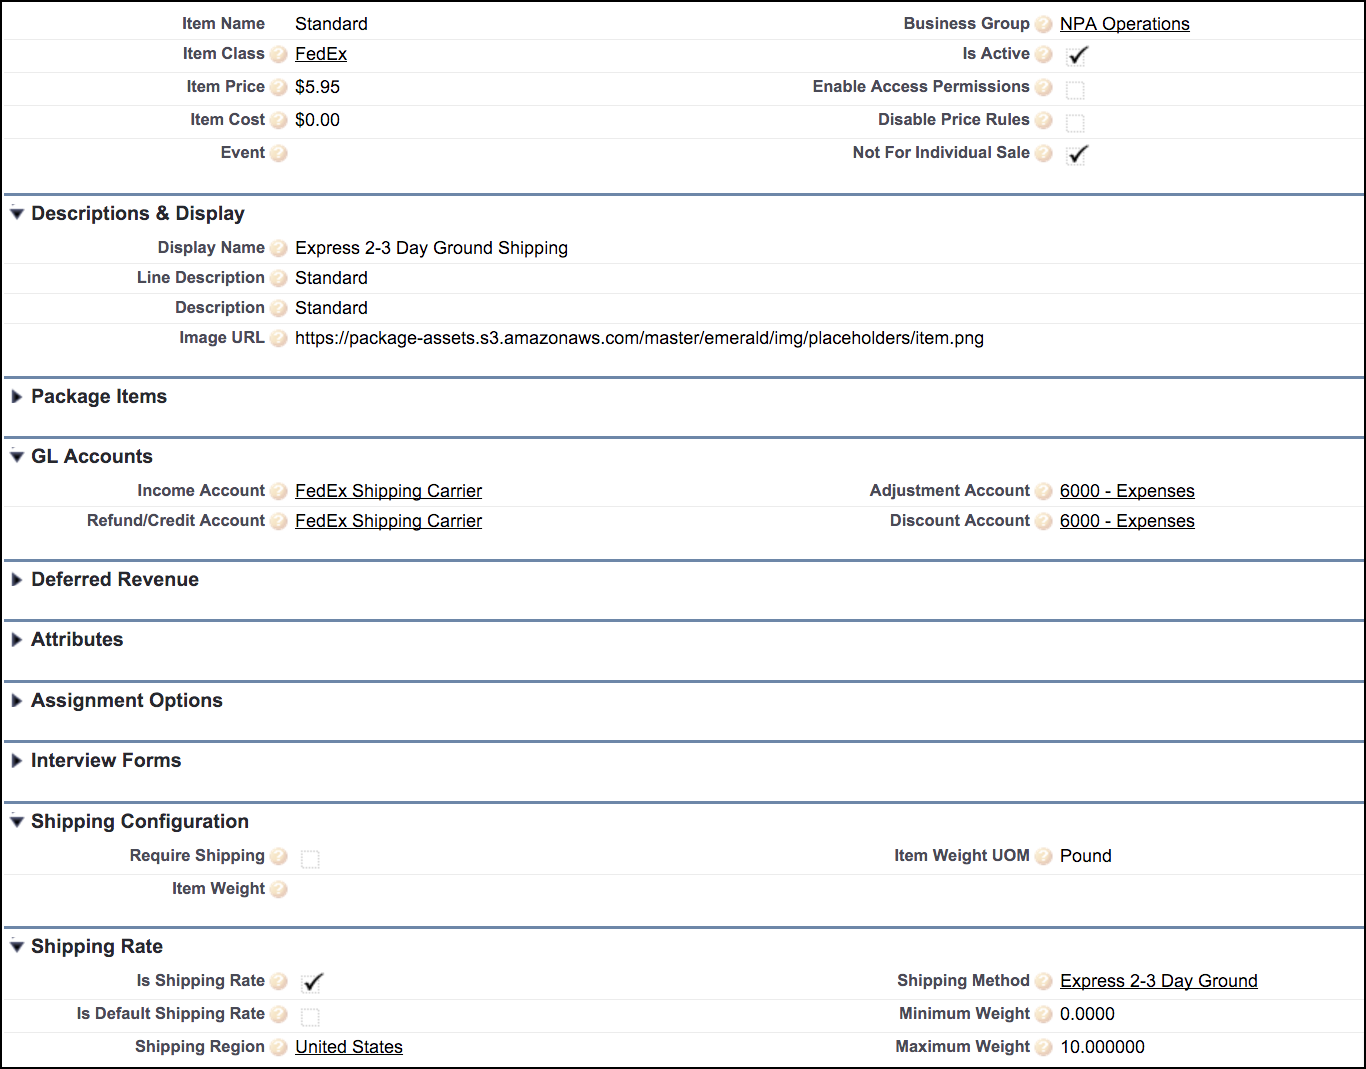 Item Name Standard Business Group ? NPA Operations
Item Class ? FedEx Is Active ?
Item Price ? $5.95 Enable Access Permissions ?
Item Cost ? $0.00 Disable Price Rules ?
Event ? Not For Individual Sale ?
Descriptions & Display
Display Name ? Express 2-3 Day Ground Shipping
Line Description ? Standard
Description ? Standard
Image URL ? https://package-assets.s3.amazonaws.com/master/emerald/img/placeholders/item.png
Package Items
GL Accounts
Income Account ? FedEx Shipping Carrier Adjustment Account ? 6000 - Expenses
Refund/Credit Account ? FedEx Shipping Carrier Discount Account ? 6000 - Expenses
Deferred Revenue
Attributes
Assignment Options
Interview Forms
Shipping Configuration
Require Shipping ? Item Weight UOM ? Pound
Item Weight ?
Shipping Rate
Is Shipping Rate ? Shipping Method ? Express 2-3 Day Ground
Is Default Shipping Rate ? Minimum Weight ? 0.0000
Shipping Region ? United States Maximum Weight ? 10.000000